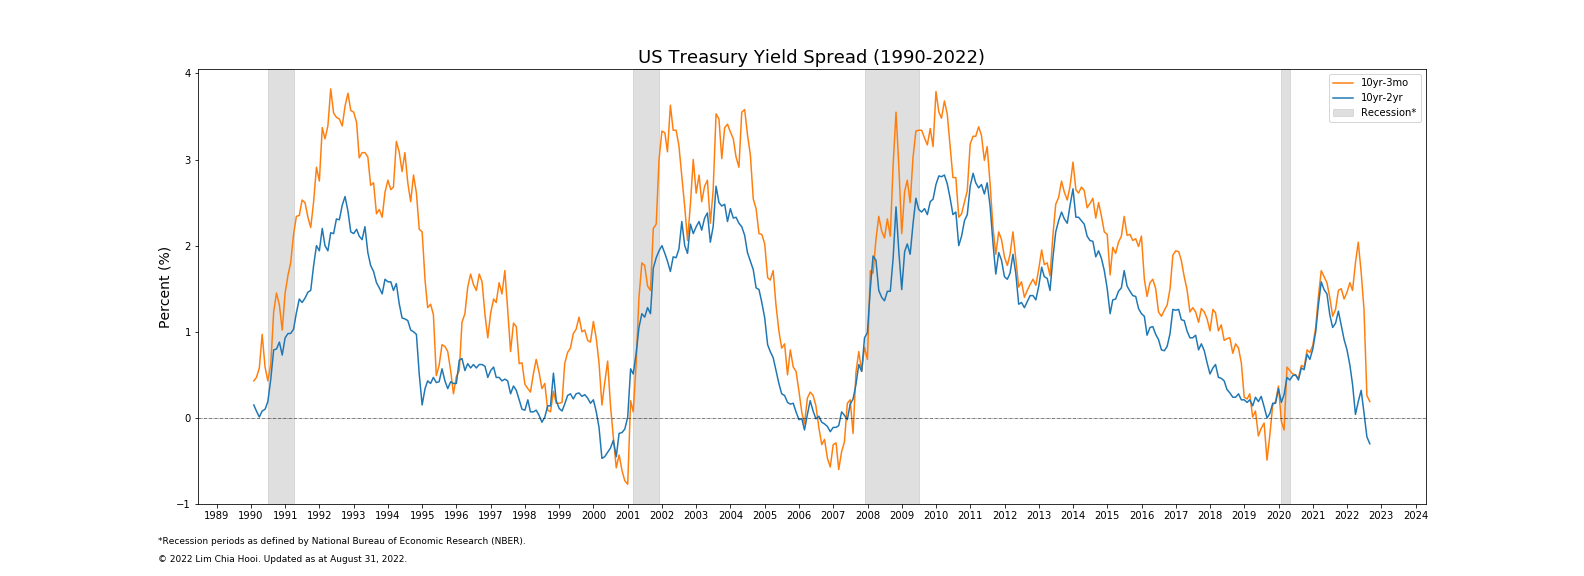 US Treasury Yield Spread (1990-2022)
Percent (%)
4
3
2
1
0
−1
10yr-3mo
10yr-2yr
Recession*
1989 1990 1991 1992 1993 1994 1995 1996 1997 1998 1999 2000 2001 2002 2003 2004 2005 2006 2007 2008 2009 2010 2011 2012 2013 2014 2015 2016 2017 2018 2019 2020 2021 2022 2023 2024
*Recession periods as defined by National Bureau of Economic Research (NBER).
© 2022 Lim Chia Hooi. Updated as at August 31, 2022.